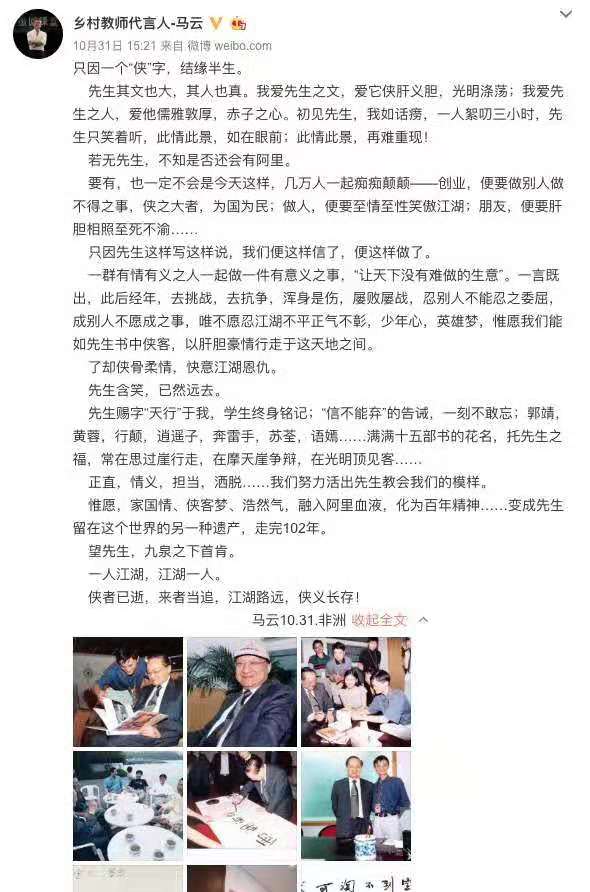 乡村教师代言人-马云
10月31日 15:21 来自 微博 weibo.com
只因一个“侠”字，结缘半生。
先生其文也大，其人也真。我爱先生之文，爱它侠肝义胆，光明涤荡；我爱先
生之人，爱他儒雅敦厚，赤子之心。初见先生，我如话痨，一人絮叨三小时，先
生只笑着听，此情此景，如在眼前；此情此景，再难重现！
若无先生，不知是否还会有阿里。
要有，也一定不会是今天这样，几万人一起痴痴颠颠——创业，便要做别人做
不得之事，侠之大者，为国为民；做人，便要至情至性笑傲江湖；朋友，便要肝
胆相照至死不渝……
只因先生这样写这样说，我们便这样信了，便这样做了。
一群有情有义之人一起做一件有意义之事，“让天下没有难做的生意”。一言既
出，此后经年，去挑战，去抗争，浑身是伤，屡败屡战，忍别人不能忍之委屈，
成别人不愿成之事，唯不愿忍江湖不平正气不彰，少年心，英雄梦，惟愿我们能
如先生书中侠客，以肝胆豪情行走于这天地之间。
了却侠骨柔情，快意江湖恩仇。
先生含笑，已然远去。
先生赐字“天行”于我，学生终身铭记；“信不能弃”的告诫，一刻不敢忘；郭靖，
黄蓉，行颠，逍遥子，奔雷手，苏荃，语嫣……满满十五部书的花名，托先生之
福，常在思过崖行走，在摩天崖争辩，在光明顶见客……
正直，情义，担当，洒脱……我们努力活出先生教会我们的模样。
惟愿，家国情、侠客梦、浩然气，融入阿里血液，化为百年精神……变成先生
留在这个世界的另一种遗产，走完102年。
望先生，九泉之下首肯。
一人江湖，江湖一人。
侠者已逝，来者当追，江湖路远，侠义长存！
马云10.31.非洲 收起全文